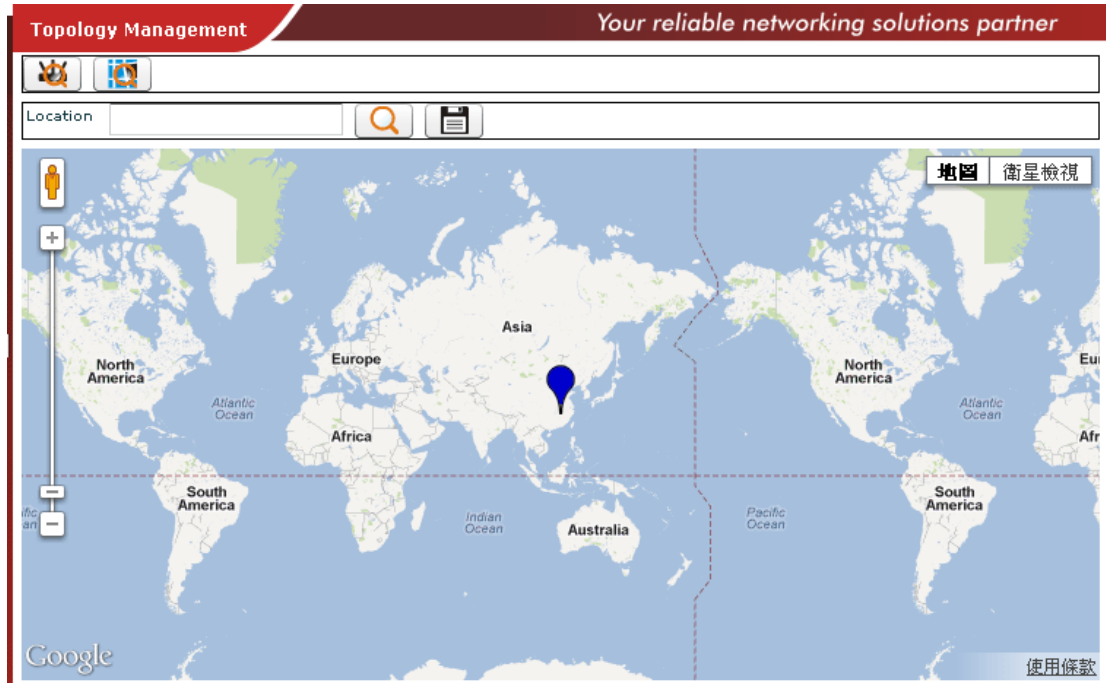 Topology Management
Your reliable networking solutions partner
Location
地圖 衛星檢視
Asia
North
America
Europe
North
America
Eu
Atlantic
Ocean
Atlantic
Ocean
Africa
Afr
South
America
South
America
Indian
Ocean
Australia
Pacific
Ocean
Google
使用條款